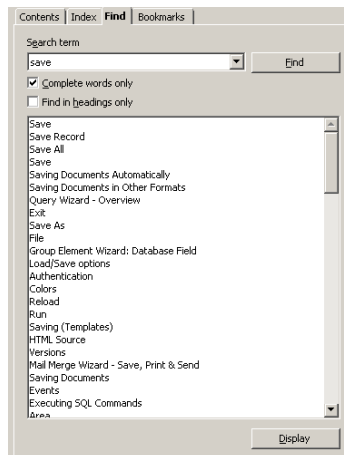 Contents Index Find Bookmarks
Search term
save Find
Complete words only
Find in headings only
Save
Save Record
Save All
Save
Saving Documents Automatically
Saving Documents in Other Formats
Query Wizard - Overview
Exit
Save As
File
Group Element Wizard: Database Field
Load/Save options
Authentication
Colors
Reload
Run
Saving (Templates)
HTML Source
Versions
Mail Merge Wizard - Save, Print & Send
Saving Documents
Events
Executing SQL Commands
Area
Display